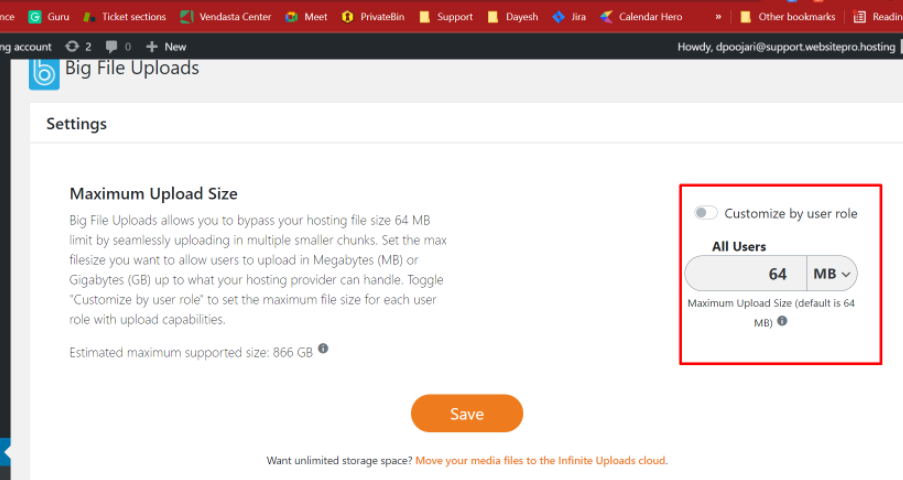 nce Guru Ticket sections Vendasta Center Meet PrivateBin Support Dayesh Jira Calendar Hero » Other bookmarks Readin
ng account 2 0 + New Howdy, dpoojari@support.websitepro.hosting
Big File Uploads
Settings
Maximum Upload Size
Big File Uploads allows you to bypass your hosting file size 64 MB
limit by seamlessly uploading in multiple smaller chunks. Set the max
filesize you want to allow users to upload in Megabytes (MB) or
Gigabytes (GB) up to what your hosting provider can handle. Toggle
"Customize by user role" to set the maximum file size for each user
role with upload capabilities.
Estimated maximum supported size: 866 GB
Customize by user role
All Users
64 MB
Maximum Upload Size (default is 64
MB)
Save
Want unlimited storage space? Move your media files to the Infinite Uploads cloud.